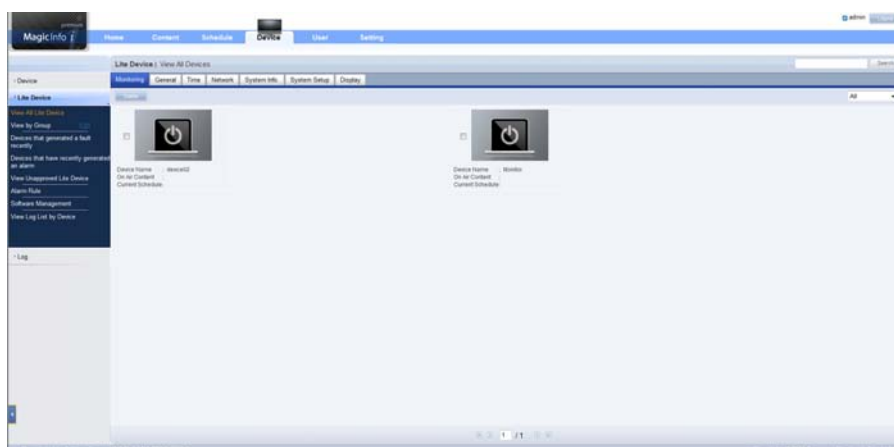 premium
MagicInfo i
admin
Home Content Schedule Device User Setting
Lite Device | View All Devices
Monitoring General Time Network System Info. System Setup Display
All
Device
Lite Device
View All Lite Device
View by Group
Devices that generated a fault
recently
Devices that have recently generated
an alarm
View Unapproved Lite Device
Alarm Rule
Software Management
View Log List by Device
Log
Device Name : device02
On Air Content :
Current Schedule:
Device Name : Monitor
On Air Content :
Current Schedule:
1 / 1